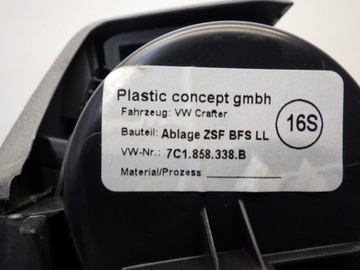 Plastic concept gmbh
Fahrzeug: VW Crafter
16S
Bauteil: Ablage ZSF BFS LL
VW-Nr.: 7C1.858.338.B
Material/Prozess